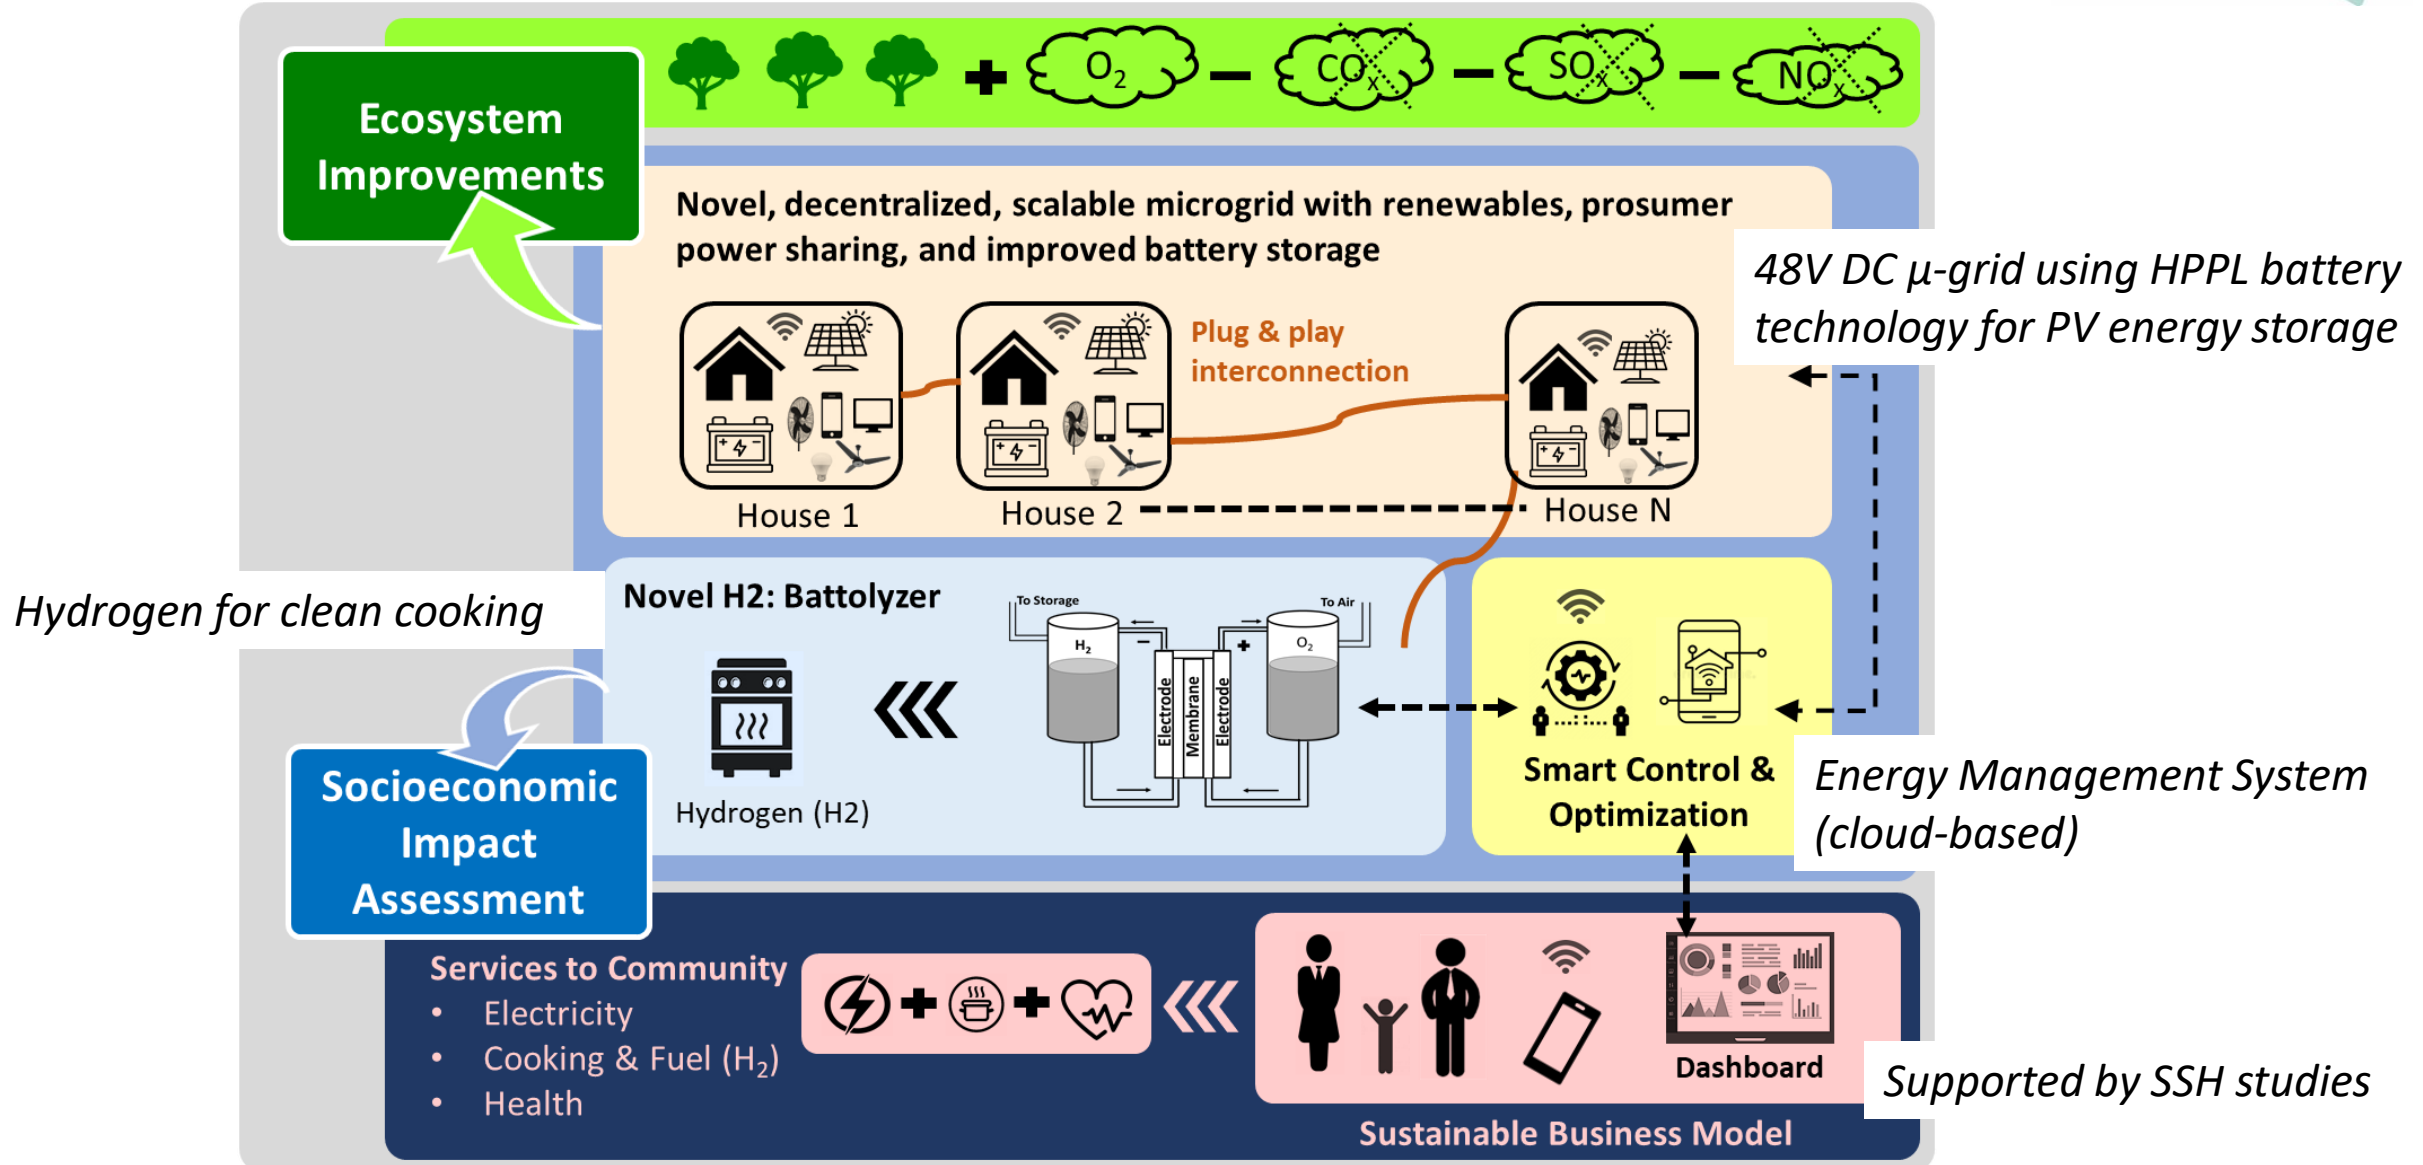 O₂
COₓ
SOₓ
NOₓ
Ecosystem
Improvements
Novel, decentralized, scalable microgrid with renewables, prosumer
power sharing, and improved battery storage
48V DC μ-grid using HPPL battery
technology for PV energy storage
Plug & play
interconnection
House 1
House 2
House N
Hydrogen for clean cooking
Novel H2: Battolyzer
To Storage
To Air
H₂
O₂
Electrode
Membrane
Electrode
Hydrogen (H2)
Smart Control &
Optimization
Energy Management System
(cloud-based)
Socioeconomic
Impact
Assessment
Services to Community
• Electricity
• Cooking & Fuel (H₂)
• Health
Dashboard
Supported by SSH studies
Sustainable Business Model